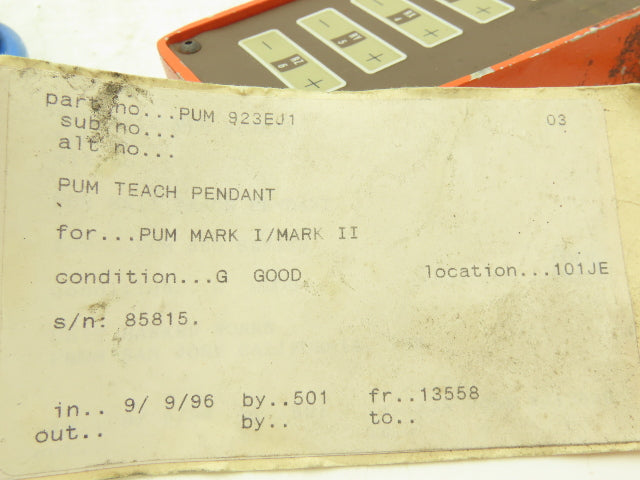 part no...PUM 923EJ1 03
sub no...
alt no...
PUM TEACH PENDANT
for...PUM MARK I/MARK II
condition...G GOOD location...101JE
s/n: 85815.
in.. 9/ 9/96 by..501 fr..13558
out.. by.. to..